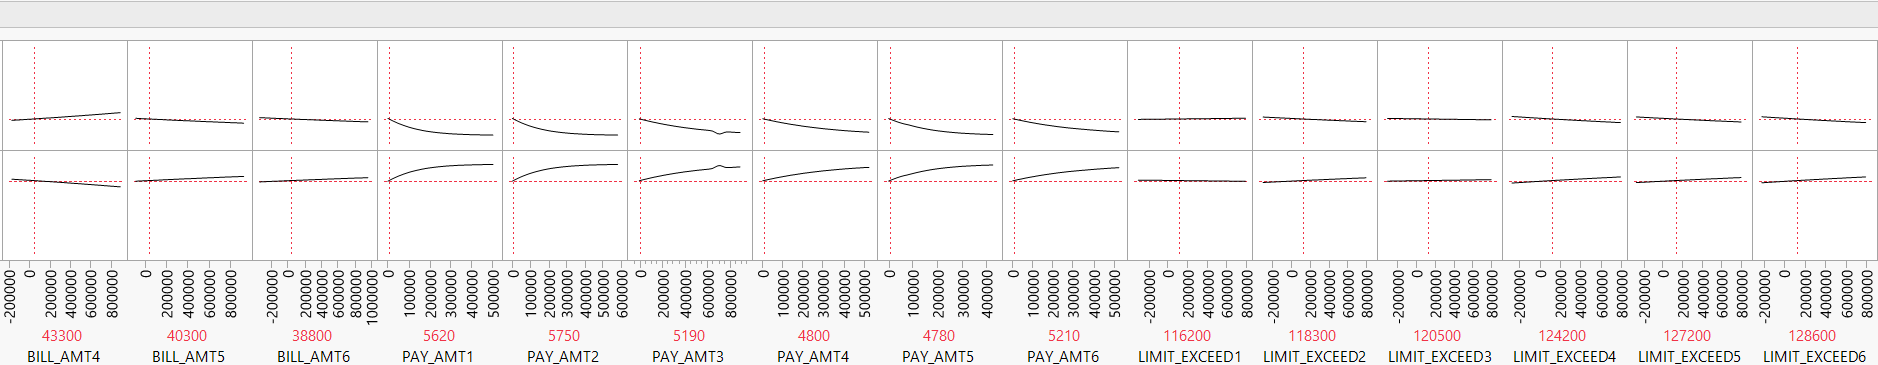 -200000 0 200000 400000 600000 800000
0 200000 400000 600000 800000
-200000 0 200000 400000 600000 800000 1000000
0 100000 200000 300000 400000 500000
0 100000 200000 300000 400000 500000 600000
0 200000 400000 600000 800000
0 100000 200000 300000 400000 500000
0 100000 200000 300000 400000
0 100000 200000 300000 400000 500000
-200000 0 200000 400000 600000 800000
-200000 0 200000 400000 600000 800000
-200000 0 200000 400000 600000 800000
-200000 0 200000 400000 600000 800000
-200000 0 200000 400000 600000 800000
-200000 0 200000 400000 600000 800000
43300 40300 38800 5620 5750 5190 4800 4780 5210 116200 118300 120500 124200 127200 128600
BILL_AMT4 BILL_AMT5 BILL_AMT6 PAY_AMT1 PAY_AMT2 PAY_AMT3 PAY_AMT4 PAY_AMT5 PAY_AMT6 LIMIT_EXCEED1 LIMIT_EXCEED2 LIMIT_EXCEED3 LIMIT_EXCEED4 LIMIT_EXCEED5 LIMIT_EXCEED6